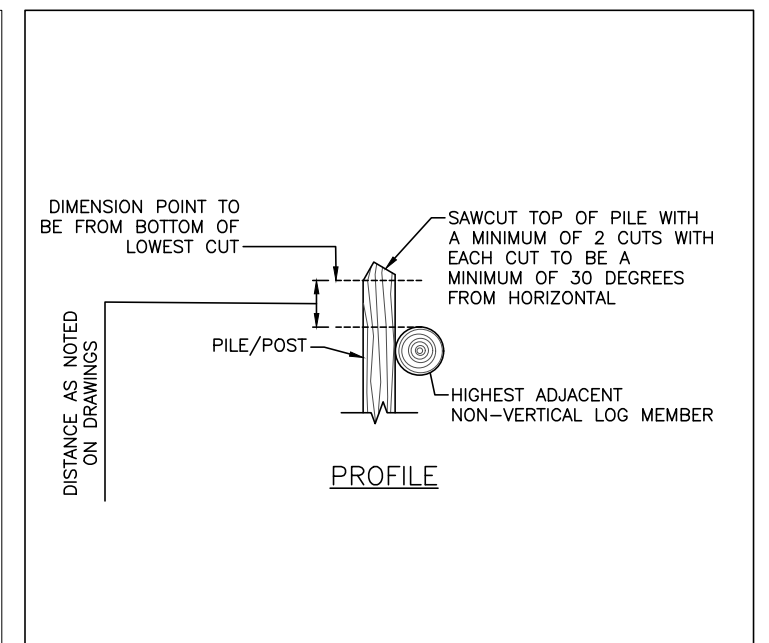 DIMENSION POINT TO
BE FROM BOTTOM OF
LOWEST CUT
SAWCUT TOP OF PILE WITH
A MINIMUM OF 2 CUTS WITH
EACH CUT TO BE A
MINIMUM OF 30 DEGREES
FROM HORIZONTAL
PILE/POST
DISTANCE AS NOTED
ON DRAWINGS
HIGHEST ADJACENT
NON-VERTICAL LOG MEMBER
PROFILE